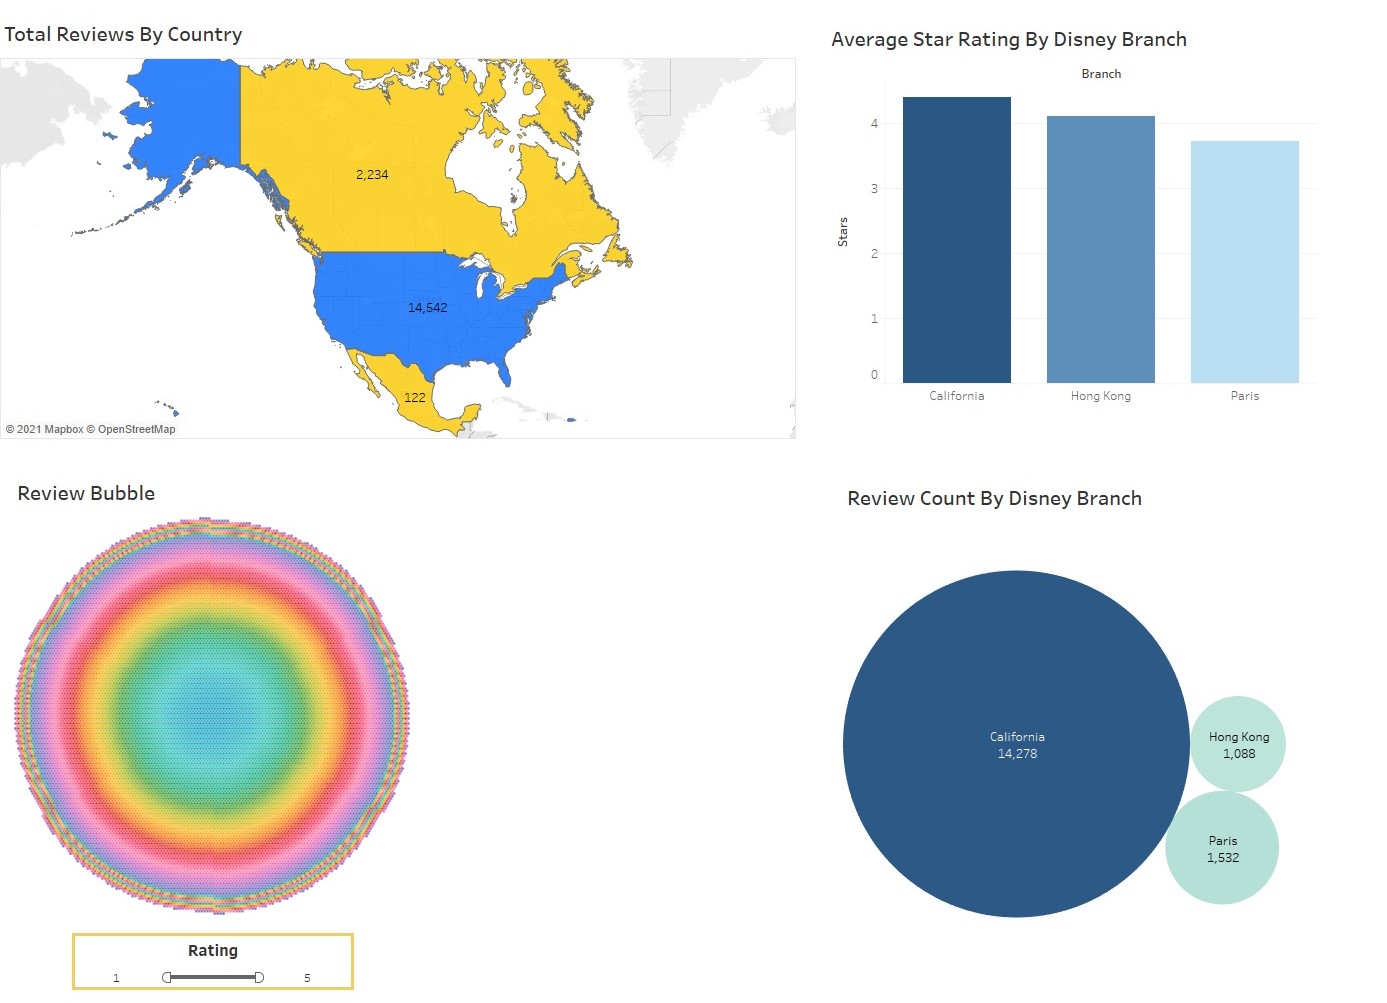 Total Reviews By Country
2,234
14,542
122
© 2021 Mapbox © OpenStreetMap
Average Star Rating By Disney Branch
Branch
Stars
4
3
2
1
0
California
Hong Kong
Paris
Review Bubble
Rating
1
5
Review Count By Disney Branch
California
14,278
Hong Kong
1,088
Paris
1,532